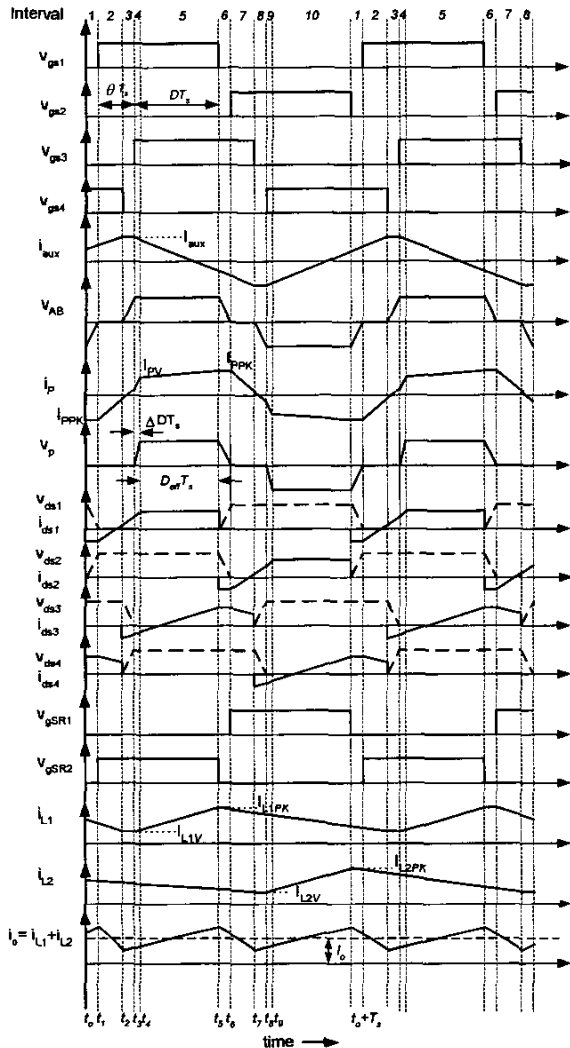 Interval 1 2 3 4 5 6 7 8 9 10 1 2 3 4 5 6 7 8
v_gs1
θT_s DT_s
v_gs2
v_gs3
v_gs4
I_aux
i_aux
v_AB
I_PV I_PPK
i_P
I_PPK
ΔDT_s
v_p
D_eff T_s
v_ds1
i_ds1
v_ds2
i_ds2
v_ds3
i_ds3
v_ds4
i_ds4
v_gSR1
v_gSR2
I_L1PK
i_L1
I_L1V
I_L2PK
i_L2
I_L2V
i_o = i_L1 + i_L2
I_o
t_o t_1 t_2 t_3 t_4 t_5 t_6 t_7 t_8 t_9 t_o+T_s
time